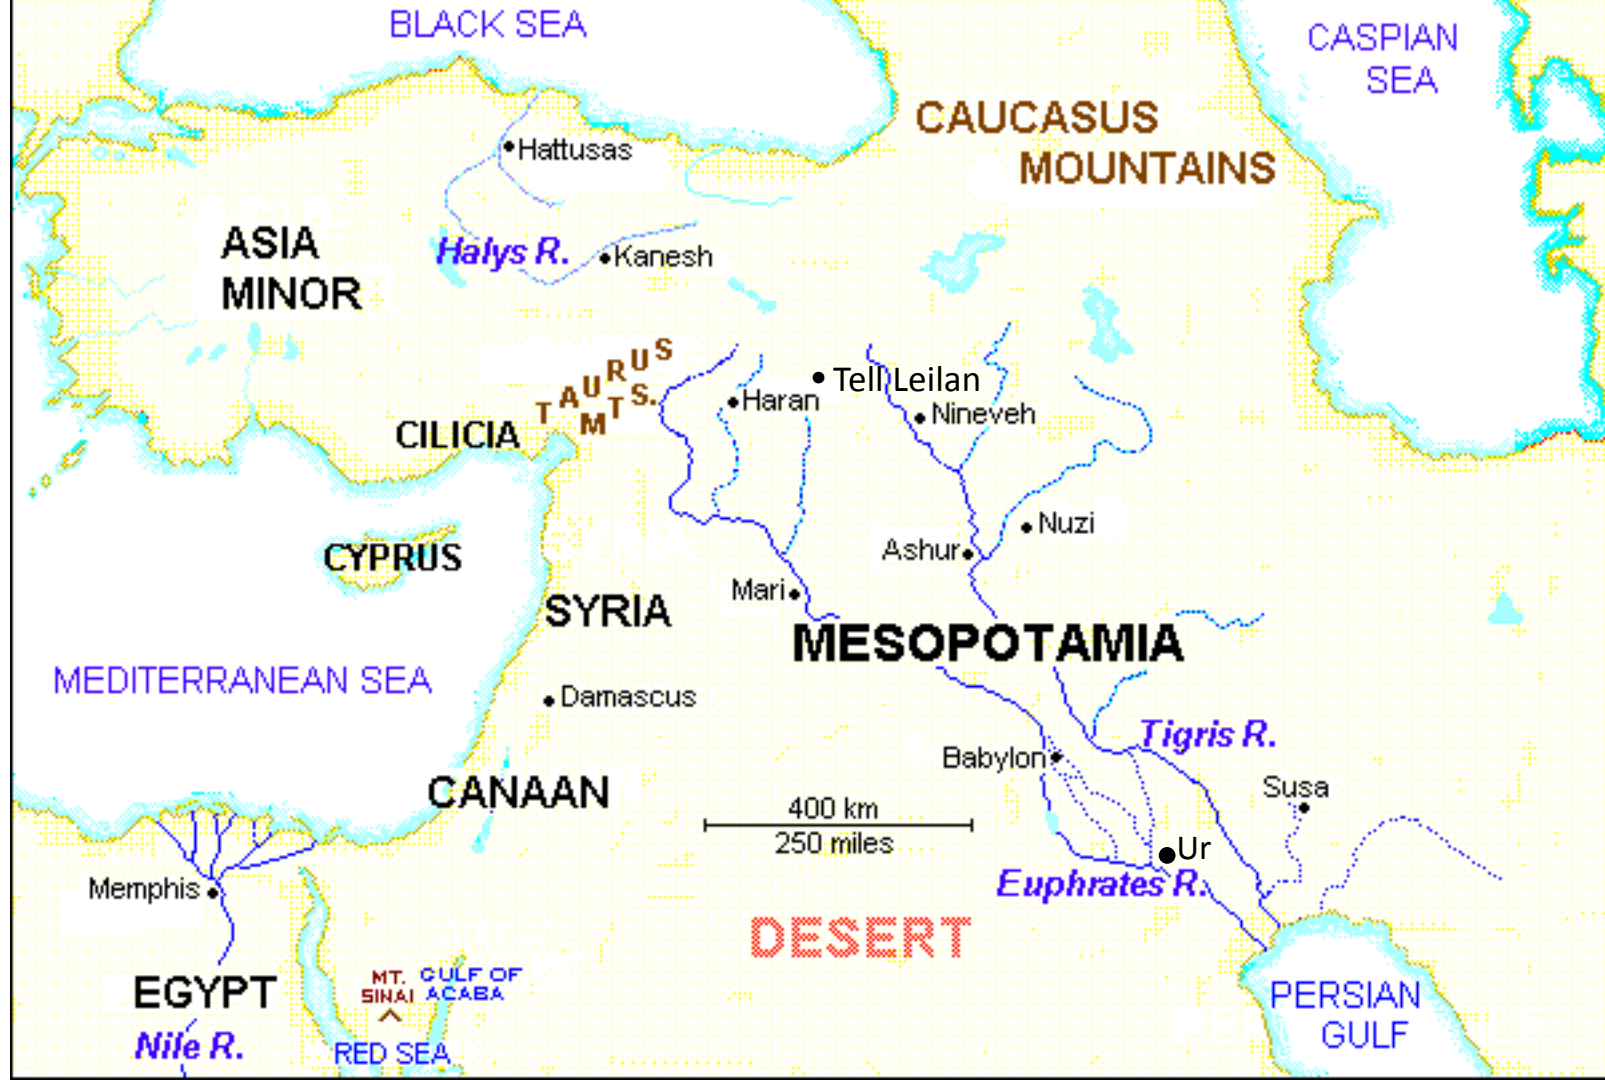 BLACK SEA
CASPIAN
SEA
CAUCASUS
MOUNTAINS
Hattusas
ASIA
MINOR
Halys R.
Kanesh
TAURUS
MTS.
Tell Leilan
Haran
Nineveh
CILICIA
Nuzi
Ashur
CYPRUS
Mari
SYRIA
MESOPOTAMIA
MEDITERRANEAN SEA
Damascus
Tigris R.
Babylon
Susa
CANAAN
400 km
250 miles
Ur
Euphrates R.
Memphis
DESERT
EGYPT
MT.
SINAI
GULF OF
ACABA
PERSIAN
GULF
Nile R.
RED SEA